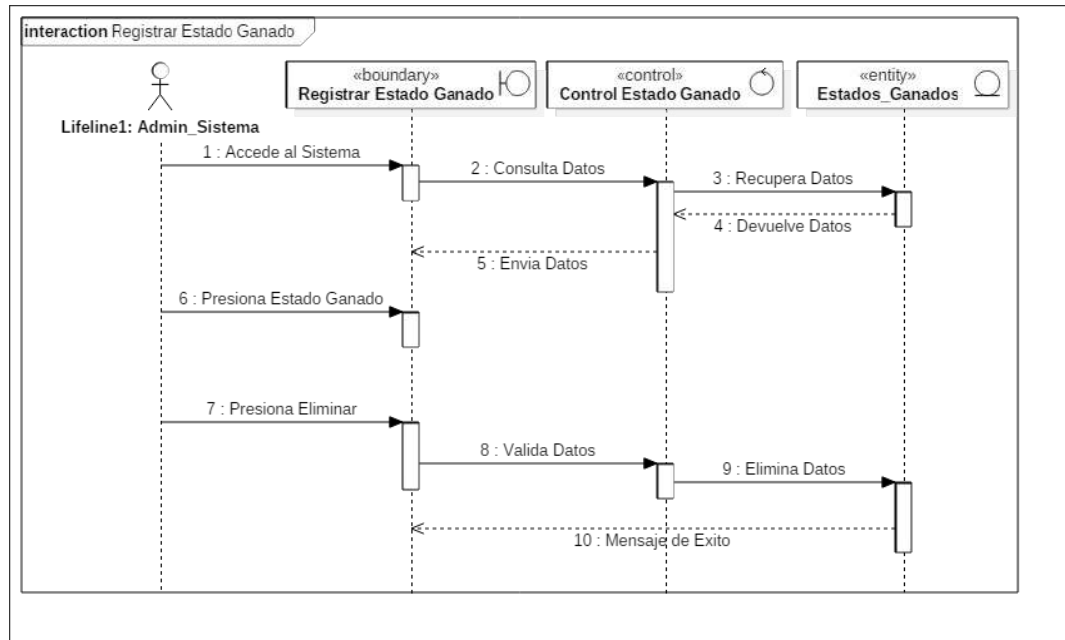 interaction Registrar Estado Ganado
«boundary»
Registrar Estado Ganado
«control»
Control Estado Ganado
«entity»
Estados_Ganados
Lifeline1: Admin_Sistema
1 : Accede al Sistema
2 : Consulta Datos
3 : Recupera Datos
4 : Devuelve Datos
5 : Envia Datos
6 : Presiona Estado Ganado
7 : Presiona Eliminar
8 : Valida Datos
9 : Elimina Datos
10 : Mensaje de Exito